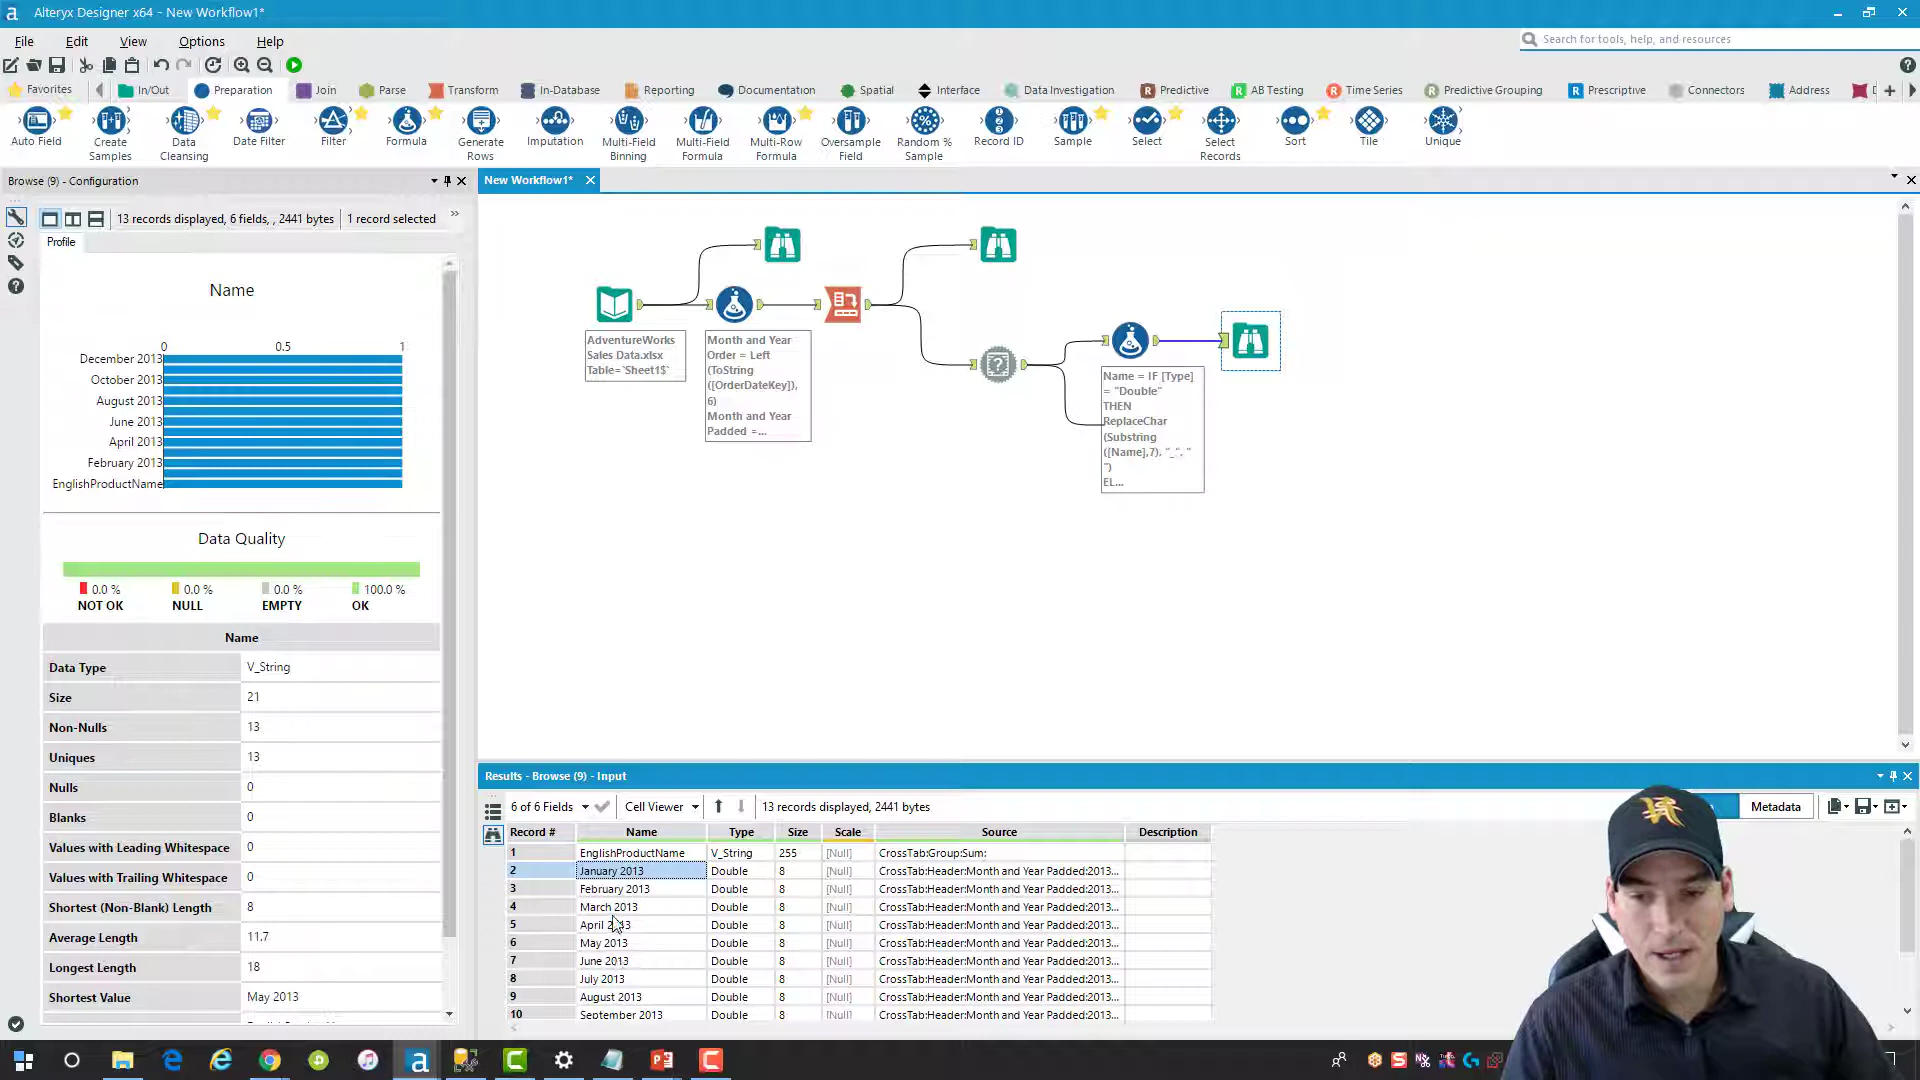 Alteryx Designer x64 - New Workflow1*
File Edit View Options Help
Search for tools, help, and resources
Favorites In/Out Preparation Join Parse Transform In-Database Reporting Documentation Spatial Interface Data Investigation Predictive AB Testing Time Series Predictive Grouping Prescriptive Connectors Address
Auto Field Create Samples Data Cleansing Date Filter Filter Formula Generate Rows Imputation Multi-Field Binning Multi-Field Formula Multi-Row Formula Oversample Field Random % Sample Record ID Sample Select Select Records Sort Tile Unique
Browse (9) - Configuration
New Workflow1*
13 records displayed, 6 fields, , 2441 bytes 1 record selected
Profile
Name
0 0.5 1
December 2013
October 2013
August 2013
June 2013
April 2013
February 2013
EnglishProductName
Data Quality
0.0 % 0.0 % 0.0 % 100.0 %
NOT OK NULL EMPTY OK
Name
Data Type V_String
Size 21
Non-Nulls 13
Uniques 13
Nulls 0
Blanks 0
Values with Leading Whitespace 0
Values with Trailing Whitespace 0
Shortest (Non-Blank) Length 8
Average Length 11.7
Longest Length 18
Shortest Value May 2013
AdventureWorks
Sales Data.xlsx
Table=`Sheet1$`
Month and Year
Order = Left
(ToString
([OrderDateKey]),
6)
Month and Year
Padded =...
Name = IF [Type]
= "Double"
THEN
ReplaceChar
(Substring
([Name],7), "_", "
")
EL...
Results - Browse (9) - Input
6 of 6 Fields Cell Viewer 13 records displayed, 2441 bytes Metadata
Record # Name Type Size Scale Source Description
1 EnglishProductName V_String 255 [Null] CrossTab:Group:Sum:
2 January 2013 Double 8 [Null] CrossTab:Header:Month and Year Padded:2013...
3 February 2013 Double 8 [Null] CrossTab:Header:Month and Year Padded:2013...
4 March 2013 Double 8 [Null] CrossTab:Header:Month and Year Padded:2013...
5 April 2013 Double 8 [Null] CrossTab:Header:Month and Year Padded:2013...
6 May 2013 Double 8 [Null] CrossTab:Header:Month and Year Padded:2013...
7 June 2013 Double 8 [Null] CrossTab:Header:Month and Year Padded:2013...
8 July 2013 Double 8 [Null] CrossTab:Header:Month and Year Padded:2013...
9 August 2013 Double 8 [Null] CrossTab:Header:Month and Year Padded:2013...
10 September 2013 Double 8 [Null] CrossTab:Header:Month and Year Padded:2013...